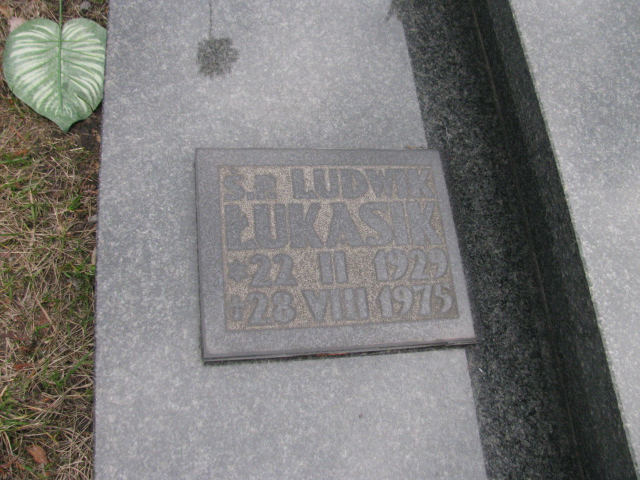 Ś.P. LUDWIK
ŁUKASIK
*22 II 1929
†28 VIII 1975